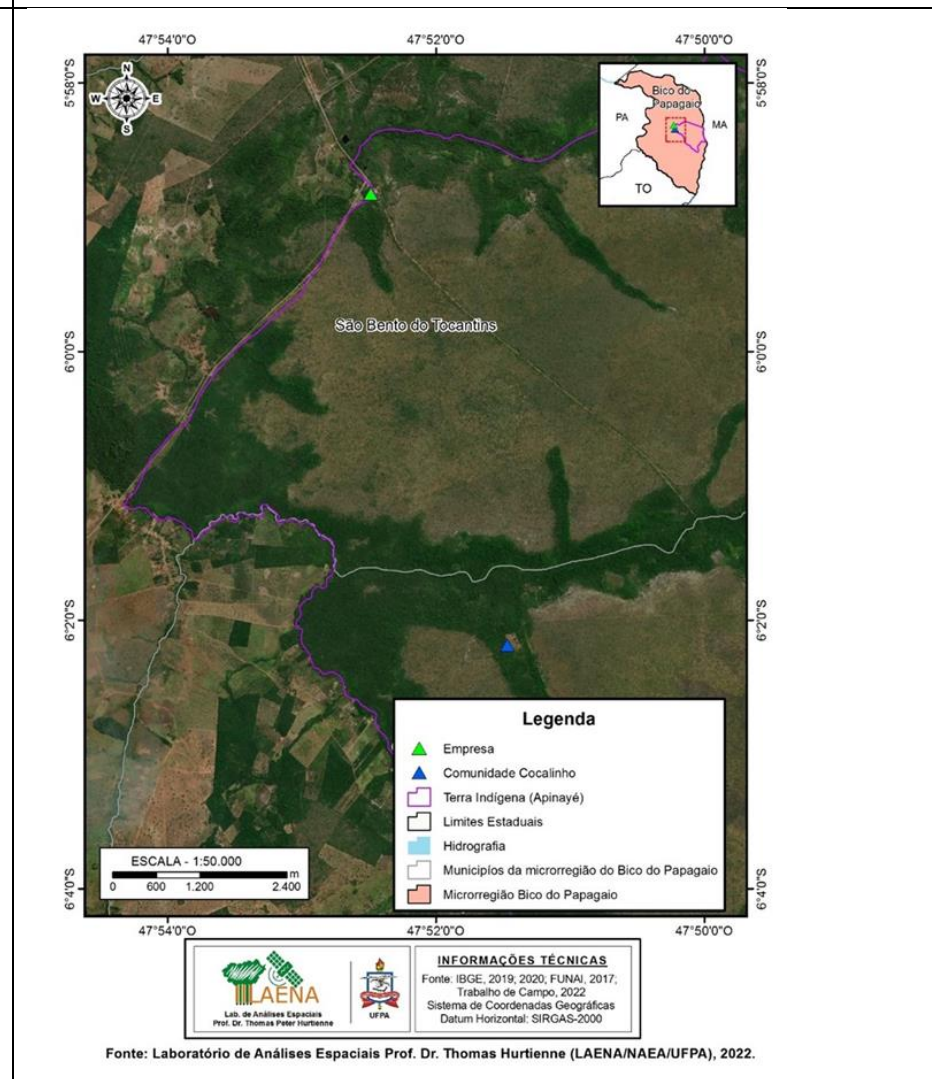 47°54'0"O 47°52'0"O 47°50'0"O
5°58'0"S
5°58'0"S
N
W E
S
Bico do
Papagaio
PA
MA
TO
São Bento do Tocantins
6°0'0"S
6°0'0"S
6°2'0"S
6°2'0"S
Legenda
Empresa
Comunidade Cocalinho
Terra Indígena (Apinayé)
Limites Estaduais
Hidrografia
Municipíos da microrregião do Bico do Papagaio
Microrregião Bico do Papagaio
ESCALA - 1:50.000
m
0 600 1.200 2.400
6°4'0"S
6°4'0"S
47°54'0"O 47°52'0"O 47°50'0"O
LAENA
Lab. de Análises Espaciais
Prof. Dr. Thomas Peter Hurtienne
UFPA
INFORMAÇÕES TÉCNICAS
Fonte: IBGE, 2019; 2020; FUNAI, 2017;
Trabalho de Campo, 2022
Sistema de Coordenadas Geográficas
Datum Horizontal: SIRGAS-2000
Fonte: Laboratório de Análises Espaciais Prof. Dr. Thomas Hurtienne (LAENA/NAEA/UFPA), 2022.